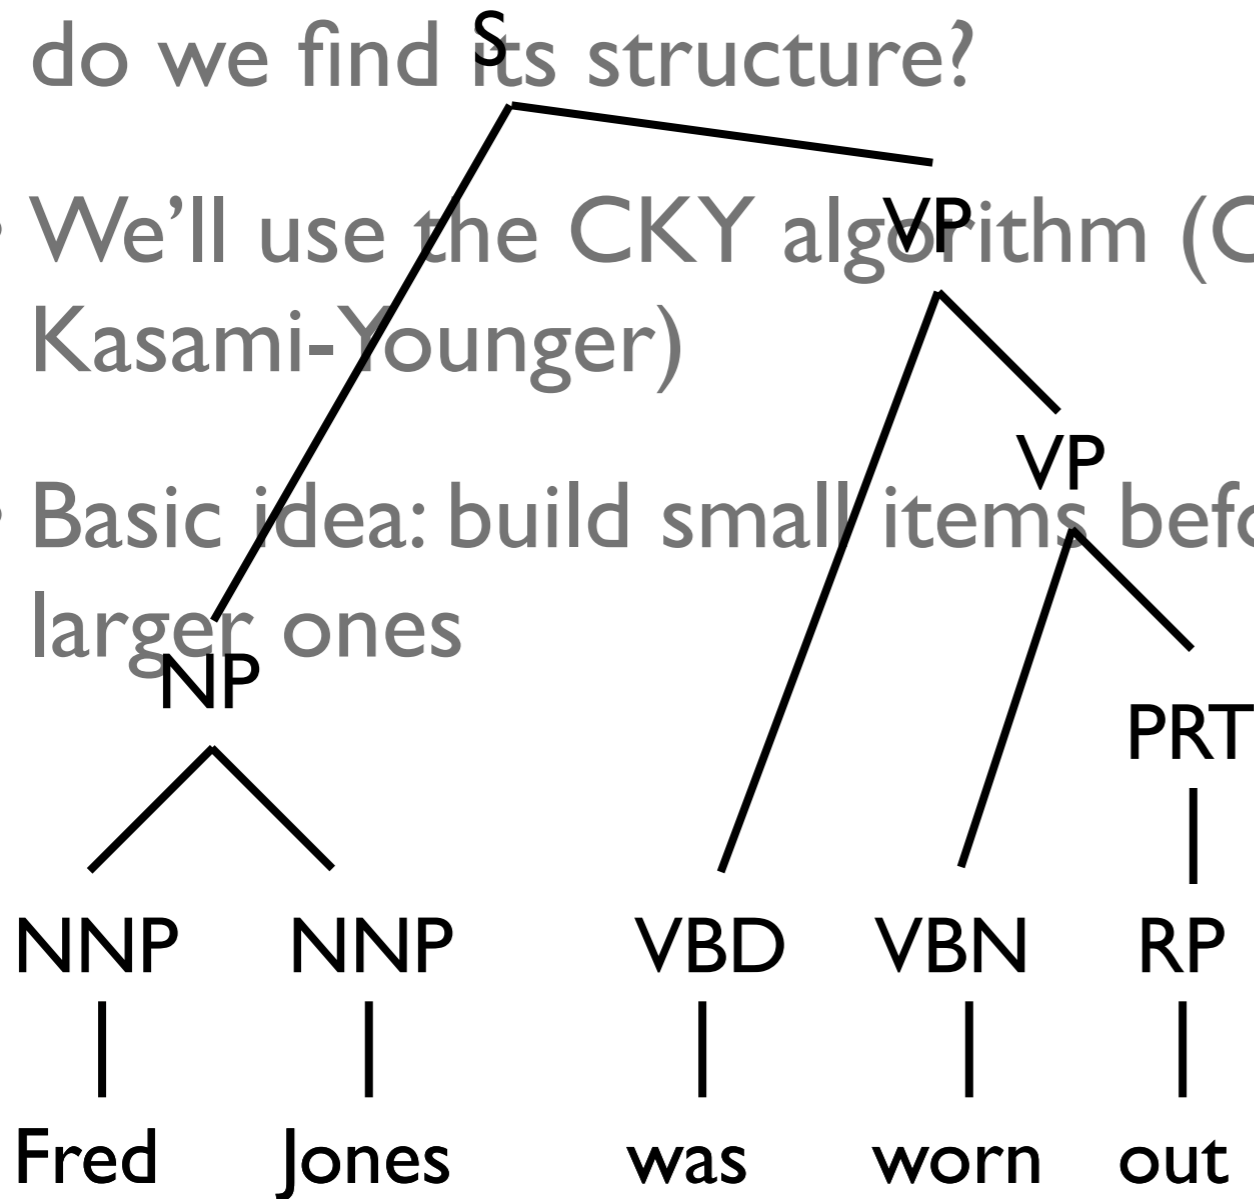 S
do we find its structure?
We'll use the CKY algorithm (C
VP
Kasami-Younger)
VP
Basic idea: build small items befo
larger ones
NP
PRT
NNP NNP VBD VBN RP
Fred Jones was worn out